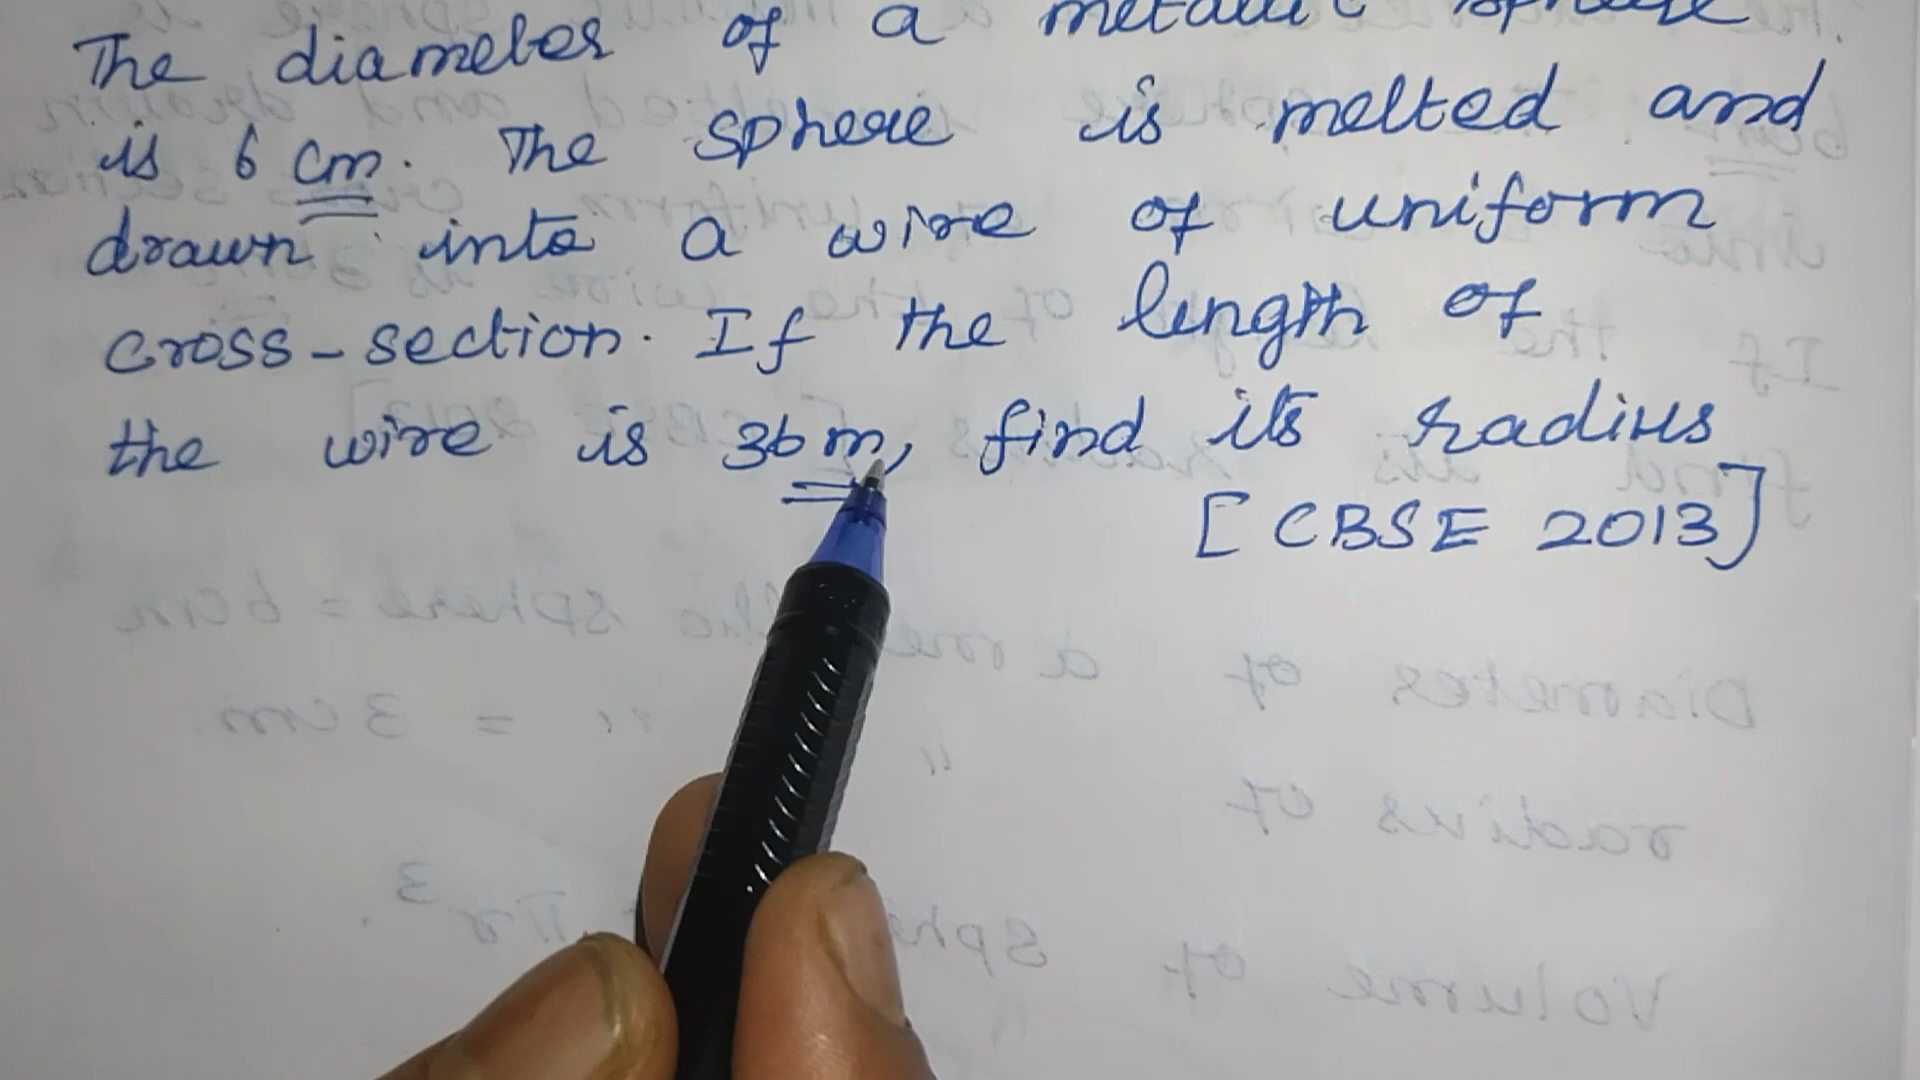 The diameter of a metallic sphere
is 6 cm. The sphere is melted and
drawn into a wire of uniform
cross-section. If the length of
the wire is 36m, find its radius
[CBSE 2013]